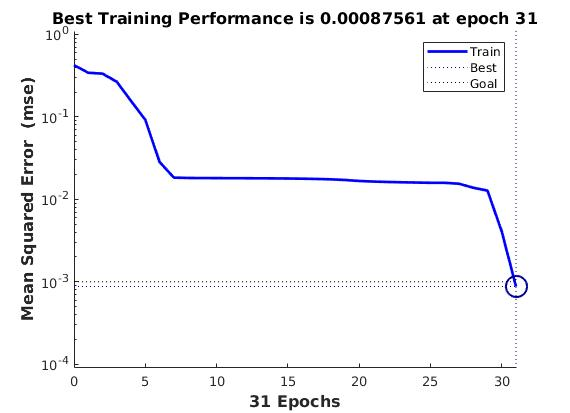 Best Training Performance is 0.00087561 at epoch 31
10^0
10^-1
10^-2
10^-3
10^-4
Mean Squared Error (mse)
Train
Best
Goal
0 5 10 15 20 25 30
31 Epochs